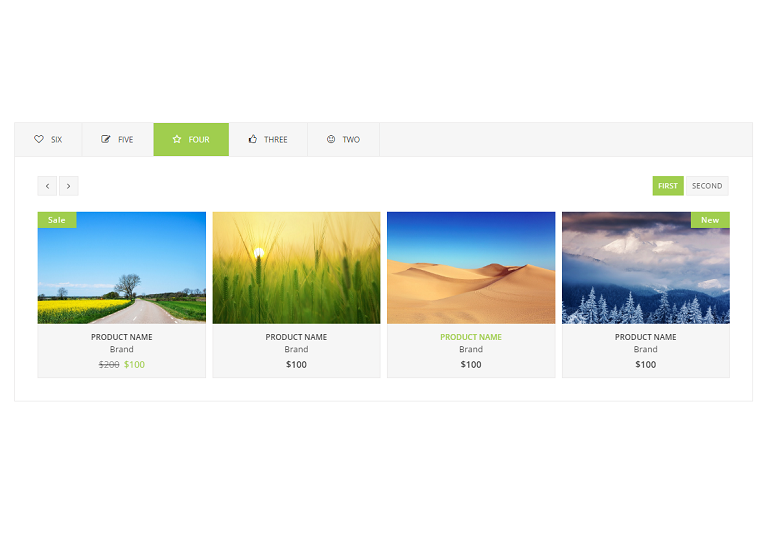 SIX FIVE FOUR THREE TWO
FIRST SECOND
Sale New
PRODUCT NAME PRODUCT NAME PRODUCT NAME PRODUCT NAME
Brand Brand Brand Brand
$200 $100 $100 $100 $100